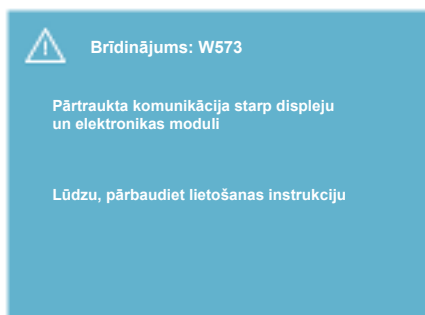 Brīdinājums: W573
Pārtraukta komunikācija starp displeju
un elektronikas moduli
Lūdzu, pārbaudiet lietošanas instrukciju